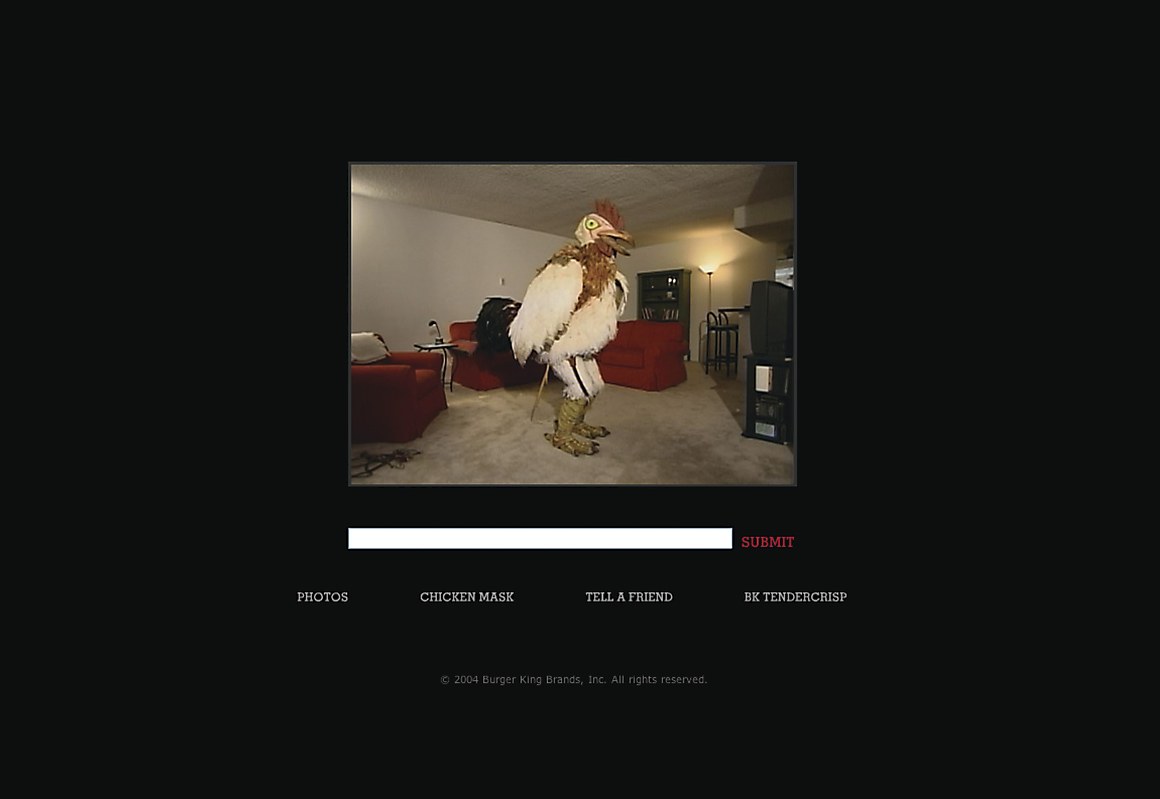 SUBMIT
PHOTOS CHICKEN MASK TELL A FRIEND BK TENDERCRISP
© 2004 Burger King Brands, Inc. All rights reserved.